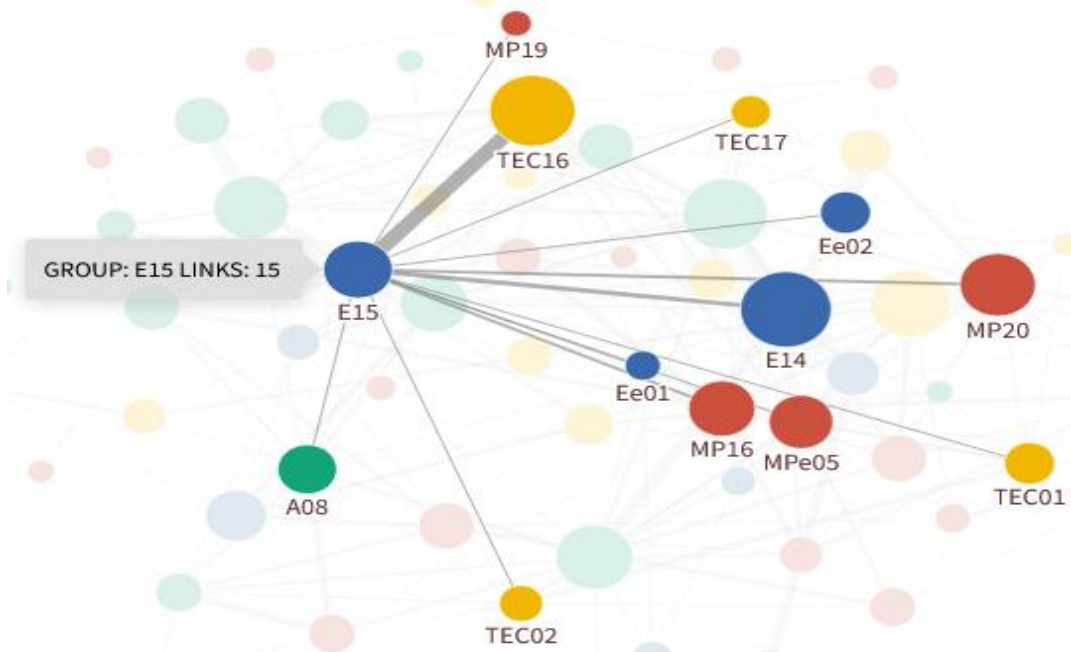 MP19
TEC16
TEC17
Ee02
GROUP: E15 LINKS: 15
E15
MP20
E14
Ee01
MP16
MPe05
TEC01
A08
TEC02